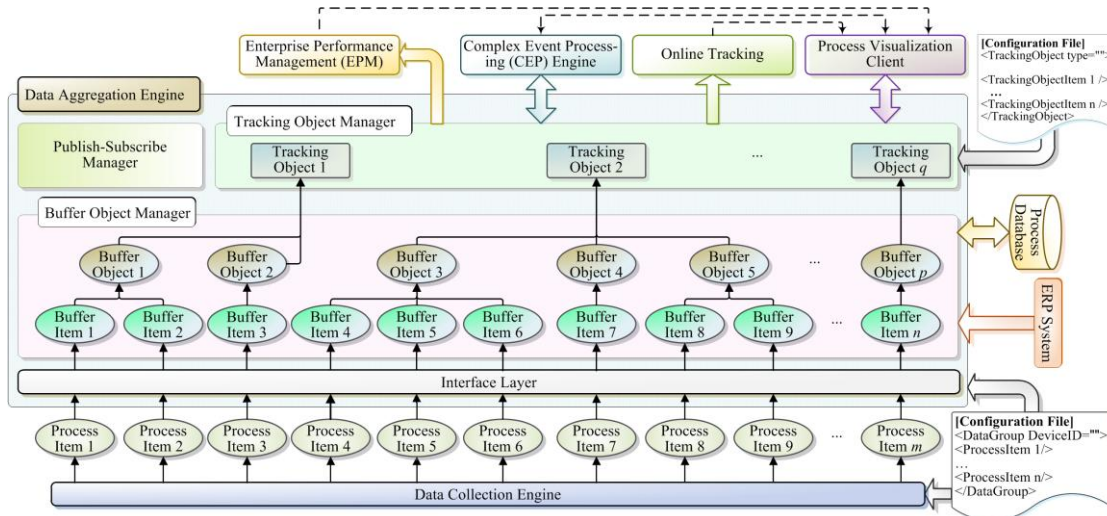 Enterprise Performance
Management (EPM)
Complex Event Process-
ing (CEP) Engine
Online Tracking
Process Visualization
Client
[Configuration File]
<TrackingObject type="">
<TrackingObjectItem 1 />
...
<TrackingObjectItem n />
</TrackingObject>
Data Aggregation Engine
Publish-Subscribe
Manager
Tracking Object Manager
Tracking
Object 1
Tracking
Object 2
...
Tracking
Object q
Buffer Object Manager
Buffer
Object 1
Buffer
Object 2
Buffer
Object 3
Buffer
Object 4
Buffer
Object 5
...
Buffer
Object p
Process
Database
Buffer
Item 1
Buffer
Item 2
Buffer
Item 3
Buffer
Item 4
Buffer
Item 5
Buffer
Item 6
Buffer
Item 7
Buffer
Item 8
Buffer
Item 9
...
Buffer
Item n
ERP System
Interface Layer
Process
Item 1
Process
Item 2
Process
Item 3
Process
Item 4
Process
Item 5
Process
Item 6
Process
Item 7
Process
Item 8
Process
Item 9
...
Process
Item m
[Configuration File]
<DataGroup DeviceID="">
<ProcessItem 1/>
...
<ProcessItem n/>
</DataGroup>
Data Collection Engine